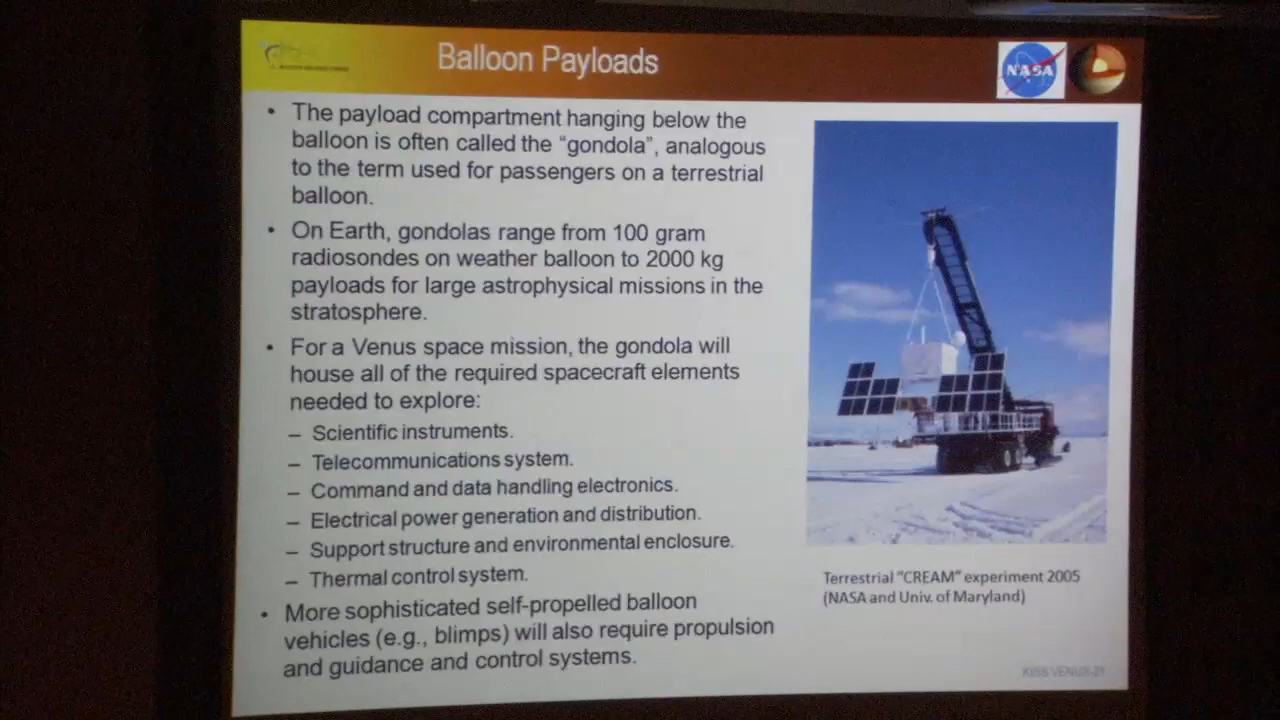 Balloon Payloads
NASA
• The payload compartment hanging below the
balloon is often called the “gondola”, analogous
to the term used for passengers on a terrestrial
balloon.
• On Earth, gondolas range from 100 gram
radiosondes on weather balloon to 2000 kg
payloads for large astrophysical missions in the
stratosphere.
• For a Venus space mission, the gondola will
house all of the required spacecraft elements
needed to explore:
– Scientific instruments.
– Telecommunications system.
– Command and data handling electronics.
– Electrical power generation and distribution.
– Support structure and environmental enclosure.
– Thermal control system.
• More sophisticated self-propelled balloon
vehicles (e.g., blimps) will also require propulsion
and guidance and control systems.
Terrestrial “CREAM” experiment 2005
(NASA and Univ. of Maryland)
KISS VENUS-21